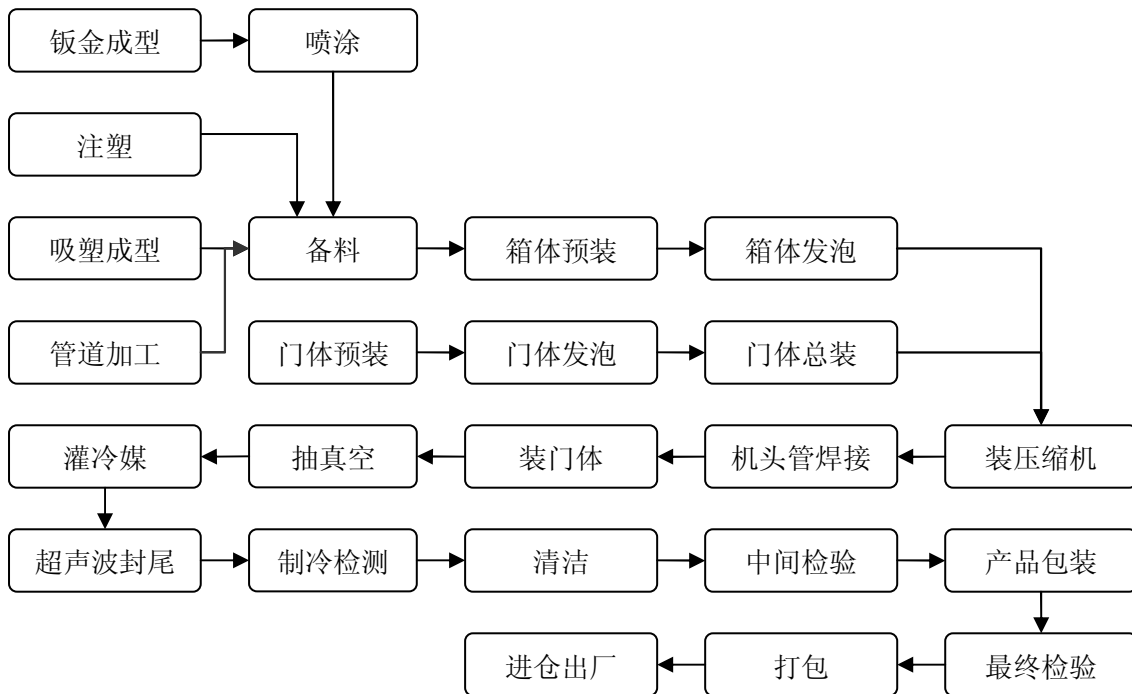 钣金成型
喷涂
注塑
吸塑成型
备料
箱体预装
箱体发泡
管道加工
门体预装
门体发泡
门体总装
灌冷媒
抽真空
装门体
机头管焊接
装压缩机
超声波封尾
制冷检测
清洁
中间检验
产品包装
进仓出厂
打包
最终检验